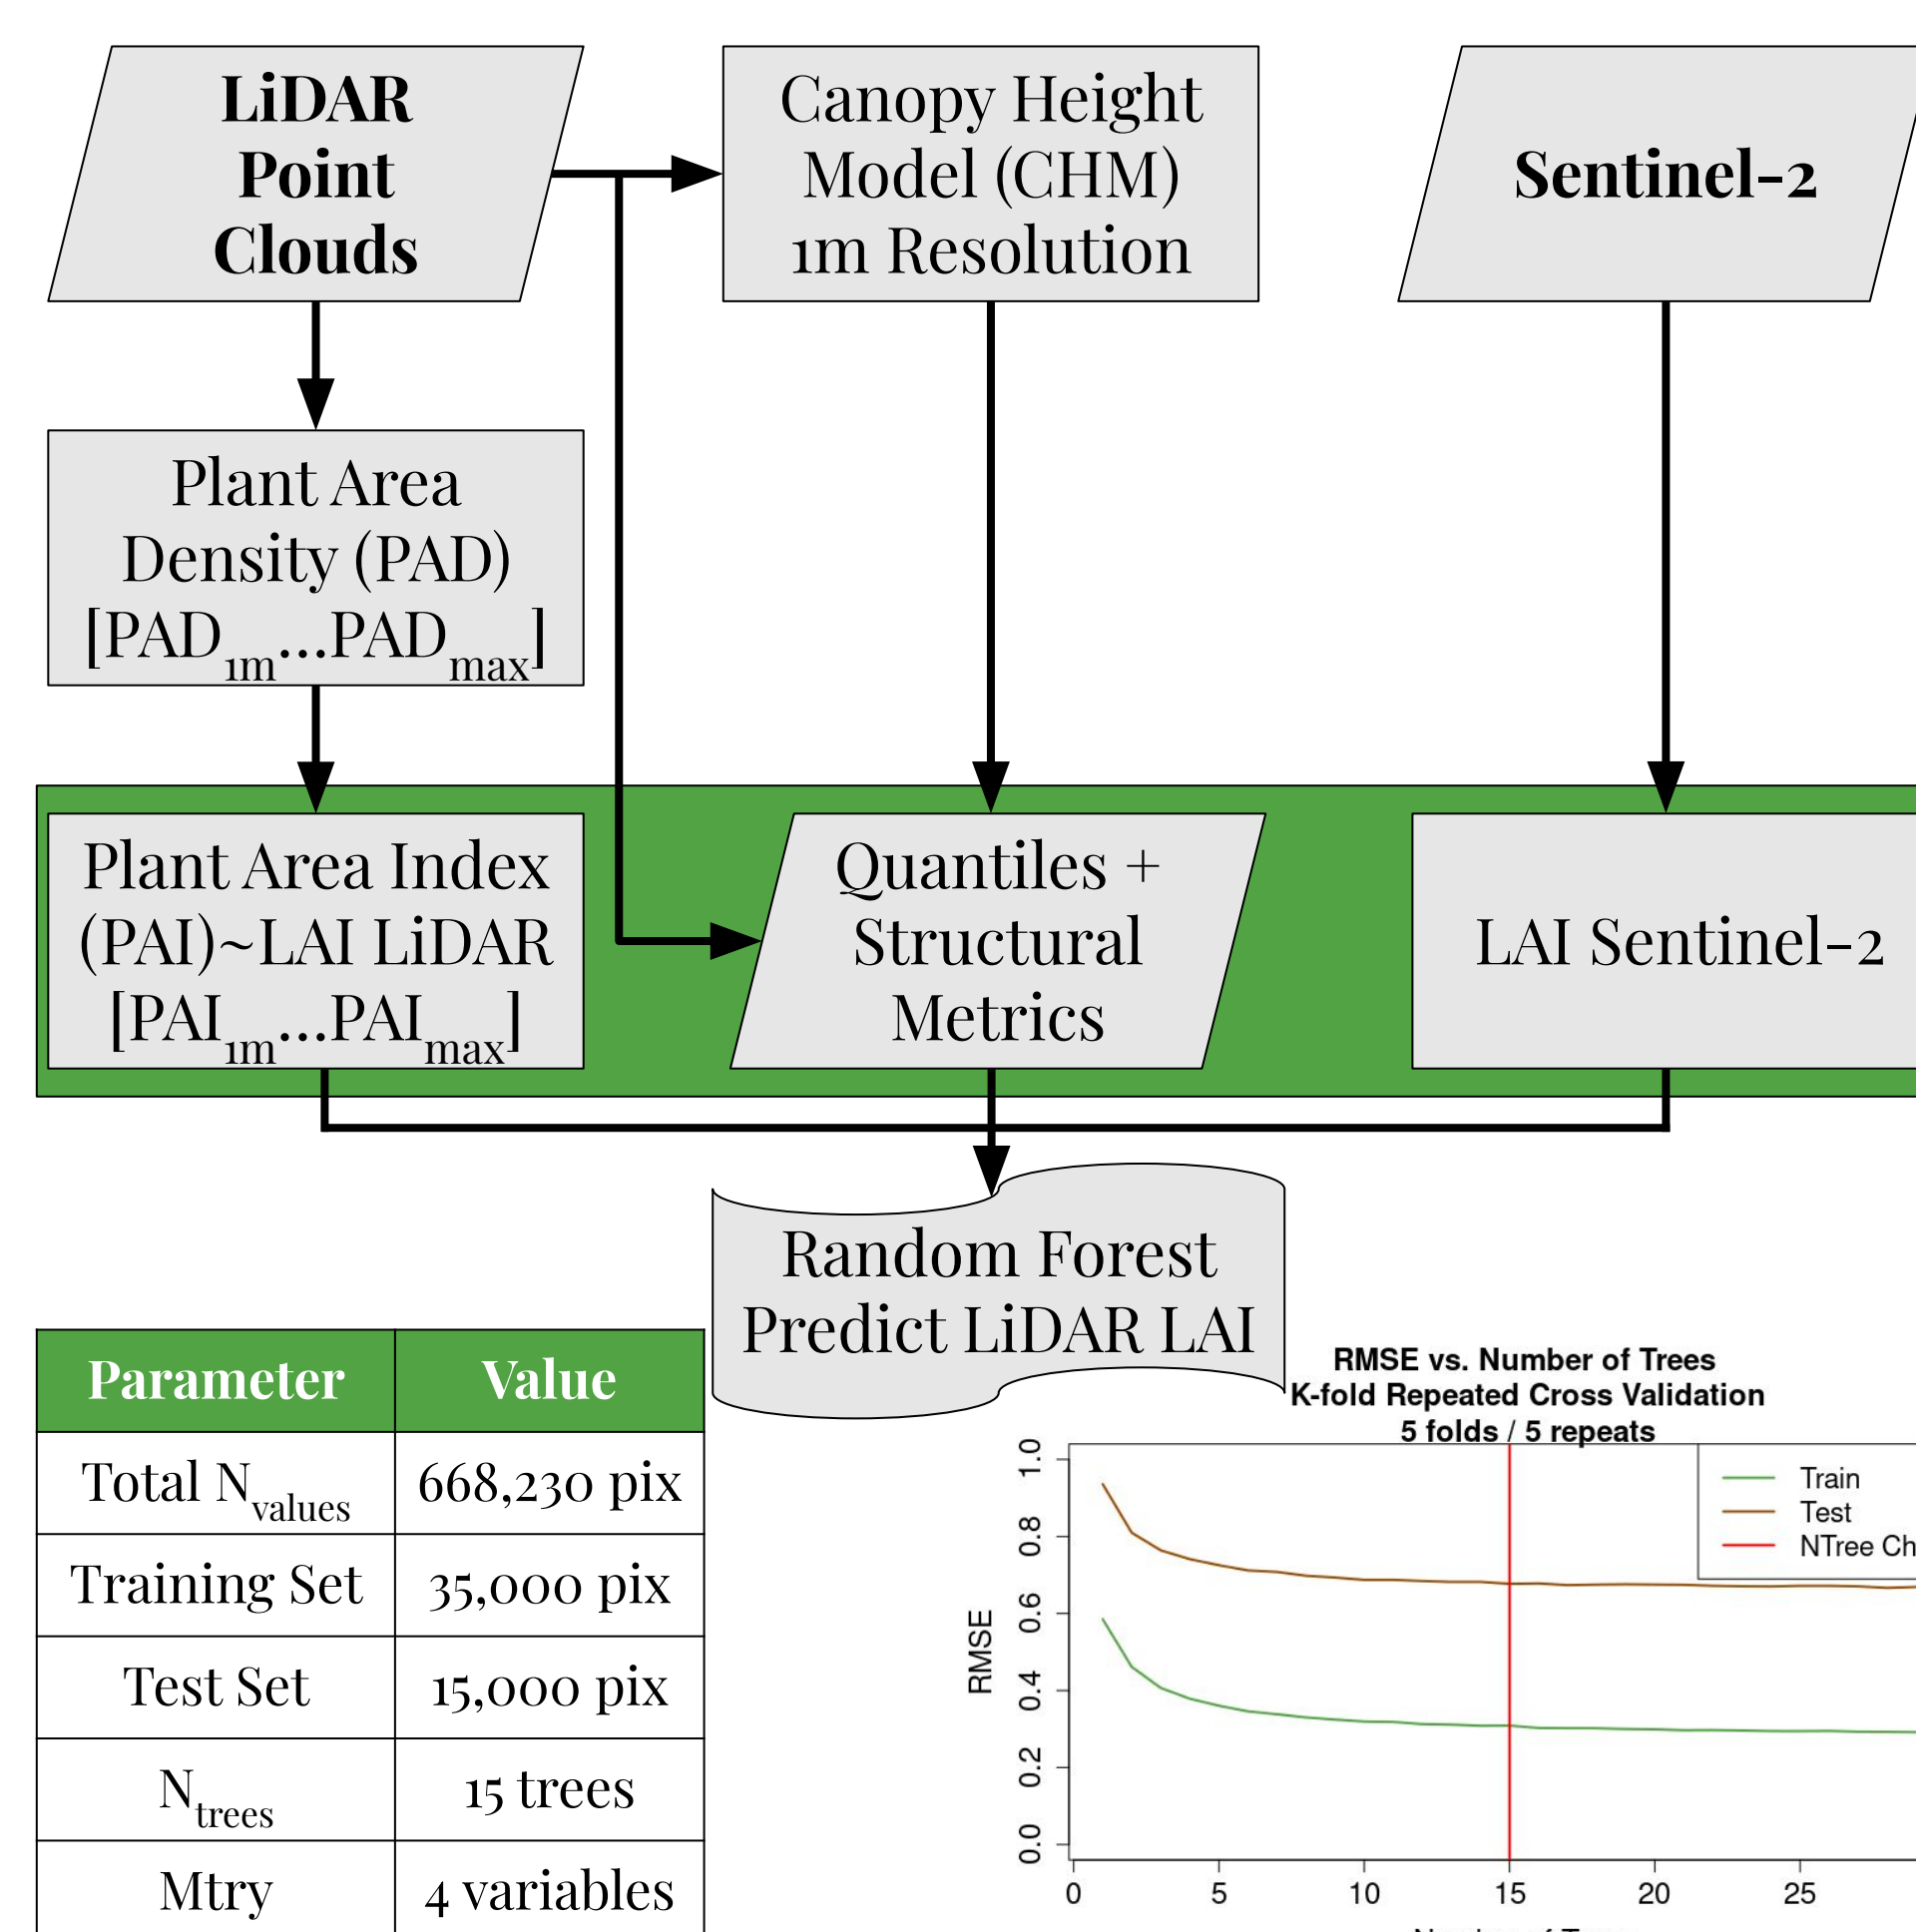 LiDAR
Point
Clouds
Canopy Height
Model (CHM)
1m Resolution
Sentinel-2
Plant Area
Density (PAD)
[PAD1m...PADmax]
Plant Area Index
(PAI)~LAI LiDAR
[PAI1m...PAImax]
Quantiles +
Structural
Metrics
LAI Sentinel-2
Random Forest
Predict LiDAR LAI
Parameter Value
Total Nvalues 668,230 pix
Training Set 35,000 pix
Test Set 15,000 pix
Ntrees 15 trees
Mtry 4 variables
RMSE vs. Number of Trees
K-fold Repeated Cross Validation
5 folds / 5 repeats
Train
Test
NTree Ch
RMSE
1.0
0.8
0.6
0.4
0.2
0.0
0 5 10 15 20 25